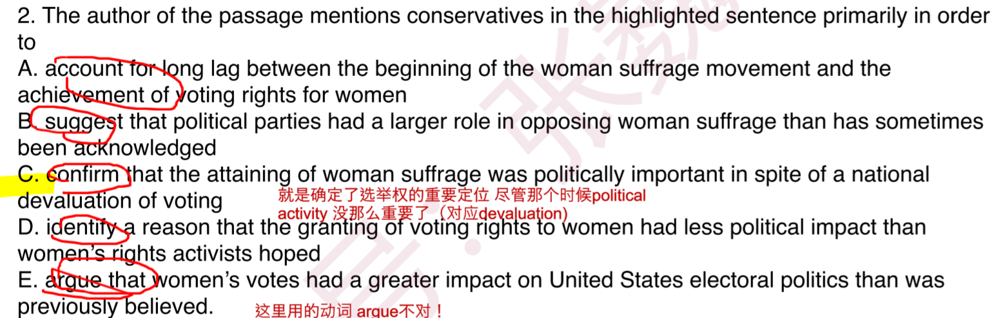 2. The author of the passage mentions conservatives in the highlighted sentence primarily in order
to
A. account for long lag between the beginning of the woman suffrage movement and the
achievement of voting rights for women
B. suggest that political parties had a larger role in opposing woman suffrage than has sometimes
been acknowledged
C. confirm that the attaining of woman suffrage was politically important in spite of a national
devaluation of voting
就是确定了选举权的重要定位 尽管那个时候political
activity 没那么重要了（对应devaluation)
D. identify a reason that the granting of voting rights to women had less political impact than
women's rights activists hoped
E. argue that women's votes had a greater impact on United States electoral politics than was
previously believed.
这里用的动词 argue不对！